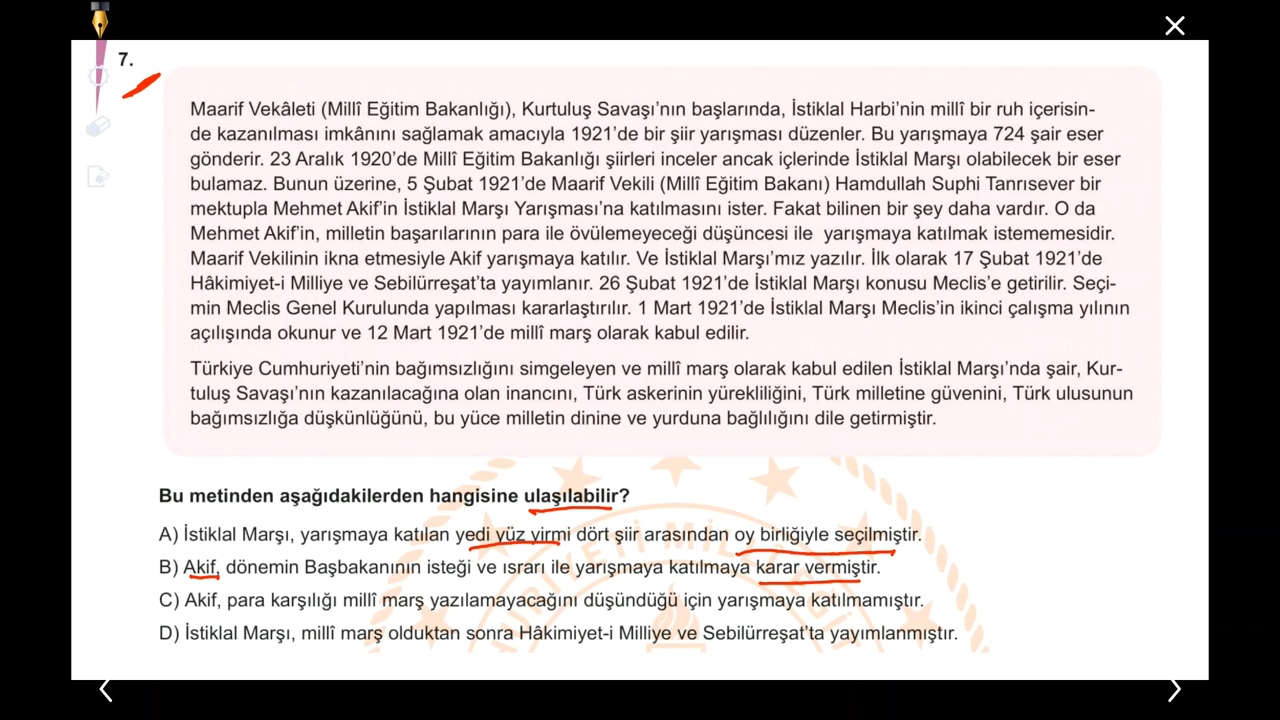 7.
Maarif Vekâleti (Millî Eğitim Bakanlığı), Kurtuluş Savaşı'nın başlarında, İstiklal Harbi'nin millî bir ruh içerisin-
de kazanılması imkânını sağlamak amacıyla 1921'de bir şiir yarışması düzenler. Bu yarışmaya 724 şair eser
gönderir. 23 Aralık 1920'de Millî Eğitim Bakanlığı şiirleri inceler ancak içlerinde İstiklal Marşı olabilecek bir eser
bulamaz. Bunun üzerine, 5 Şubat 1921'de Maarif Vekili (Millî Eğitim Bakanı) Hamdullah Suphi Tanrısever bir
mektupla Mehmet Akif'in İstiklal Marşı Yarışması'na katılmasını ister. Fakat bilinen bir şey daha vardır. O da
Mehmet Akif'in, milletin başarılarının para ile övülemeyeceği düşüncesi ile yarışmaya katılmak istememesidir.
Maarif Vekilinin ikna etmesiyle Akif yarışmaya katılır. Ve İstiklal Marşı'mız yazılır. İlk olarak 17 Şubat 1921'de
Hâkimiyet-i Milliye ve Sebilürreşat'ta yayımlanır. 26 Şubat 1921'de İstiklal Marşı konusu Meclis'e getirilir. Seçi-
min Meclis Genel Kurulunda yapılması kararlaştırılır. 1 Mart 1921'de İstiklal Marşı Meclis'in ikinci çalışma yılının
açılışında okunur ve 12 Mart 1921'de millî marş olarak kabul edilir.
Türkiye Cumhuriyeti'nin bağımsızlığını simgeleyen ve millî marş olarak kabul edilen İstiklal Marşı'nda şair, Kur-
tuluş Savaşı'nın kazanılacağına olan inancını, Türk askerinin yürekliliğini, Türk milletine güvenini, Türk ulusunun
bağımsızlığa düşkünlüğünü, bu yüce milletin dinine ve yurduna bağlılığını dile getirmiştir.
Bu metinden aşağıdakilerden hangisine ulaşılabilir?
A) İstiklal Marşı, yarışmaya katılan yedi yüz yirmi dört şiir arasından oy birliğiyle seçilmiştir.
B) Akif, dönemin Başbakanının isteği ve ısrarı ile yarışmaya katılmaya karar vermiştir.
C) Akif, para karşılığı millî marş yazılamayacağını düşündüğü için yarışmaya katılmamıştır.
D) İstiklal Marşı, millî marş olduktan sonra Hâkimiyet-i Milliye ve Sebilürreşat'ta yayımlanmıştır.